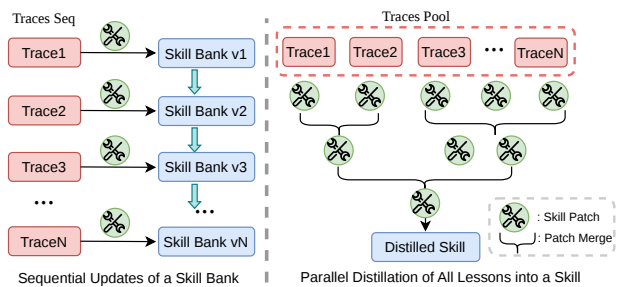 Traces Seq
Trace1
Skill Bank v1
Trace2
Skill Bank v2
Trace3
Skill Bank v3
...
...
TraceN
Skill Bank vN
Sequential Updates of a Skill Bank
Traces Pool
Trace1 Trace2 Trace3 ... TraceN
: Skill Patch
: Patch Merge
Distilled Skill
Parallel Distillation of All Lessons into a Skill